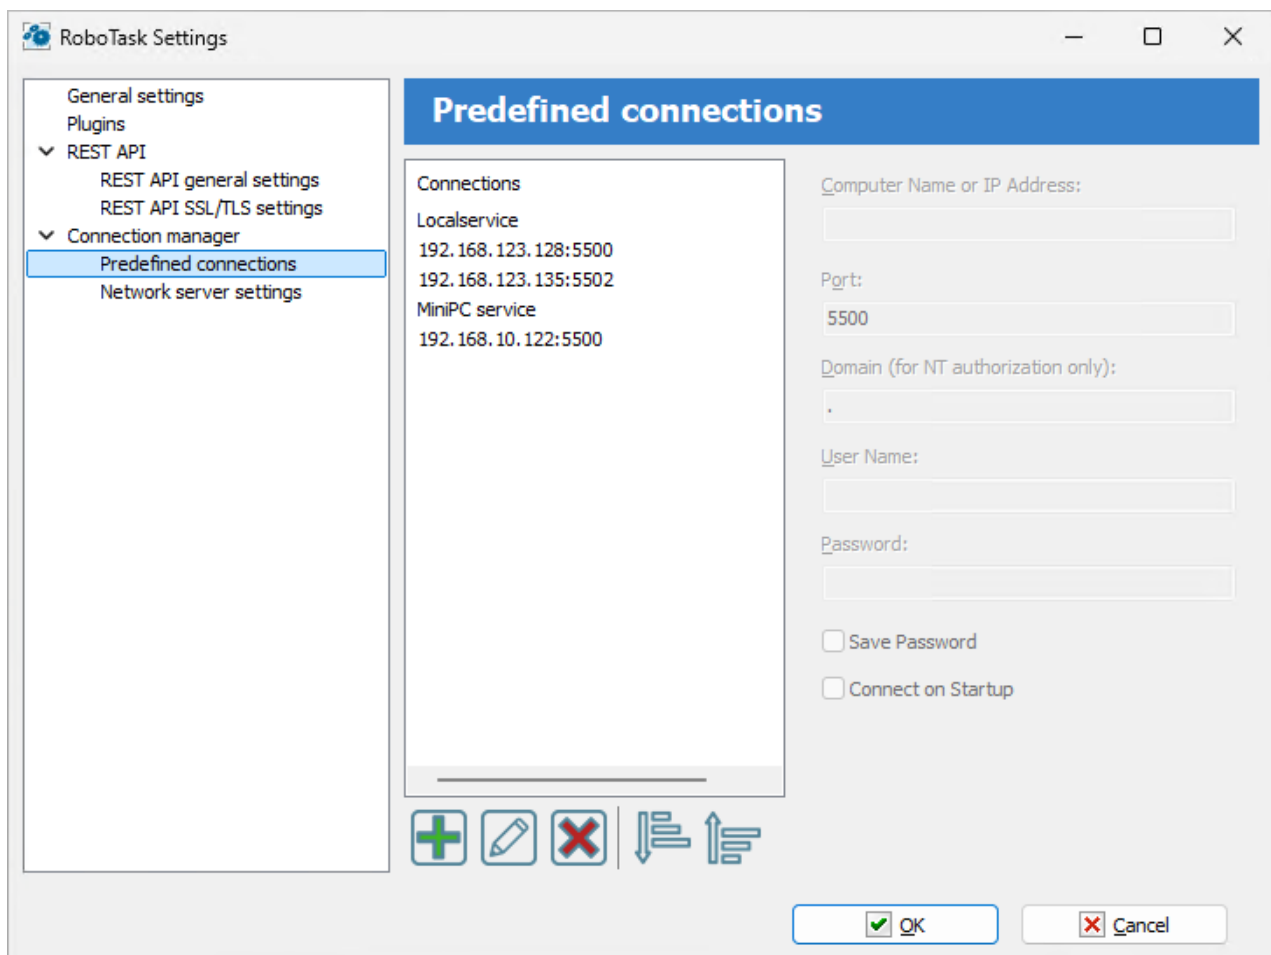 RoboTask Settings
General settings
Plugins
REST API
REST API general settings
REST API SSL/TLS settings
Connection manager
Predefined connections
Network server settings
Predefined connections
Connections
Localservice
192.168.123.128:5500
192.168.123.135:5502
MiniPC service
192.168.10.122:5500
Computer Name or IP Address:
Port:
5500
Domain (for NT authorization only):
.
User Name:
Password:
Save Password
Connect on Startup
OK
Cancel